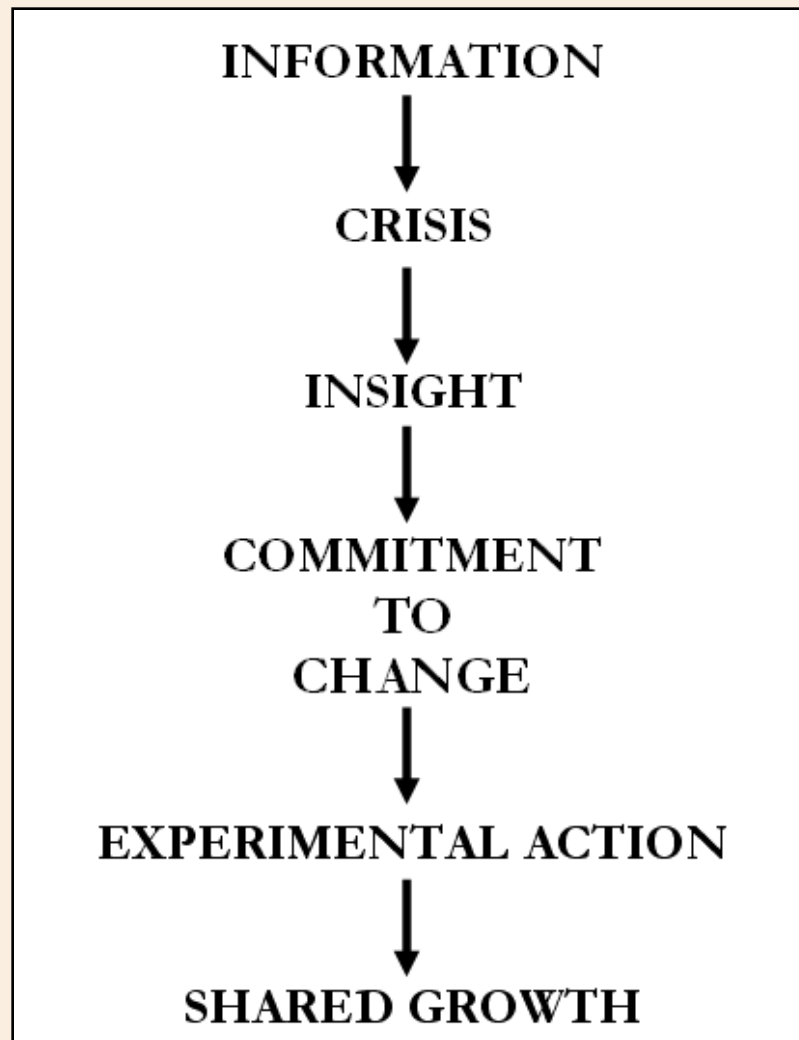 INFORMATION
CRISIS
INSIGHT
COMMITMENT
TO
CHANGE
EXPERIMENTAL ACTION
SHARED GROWTH